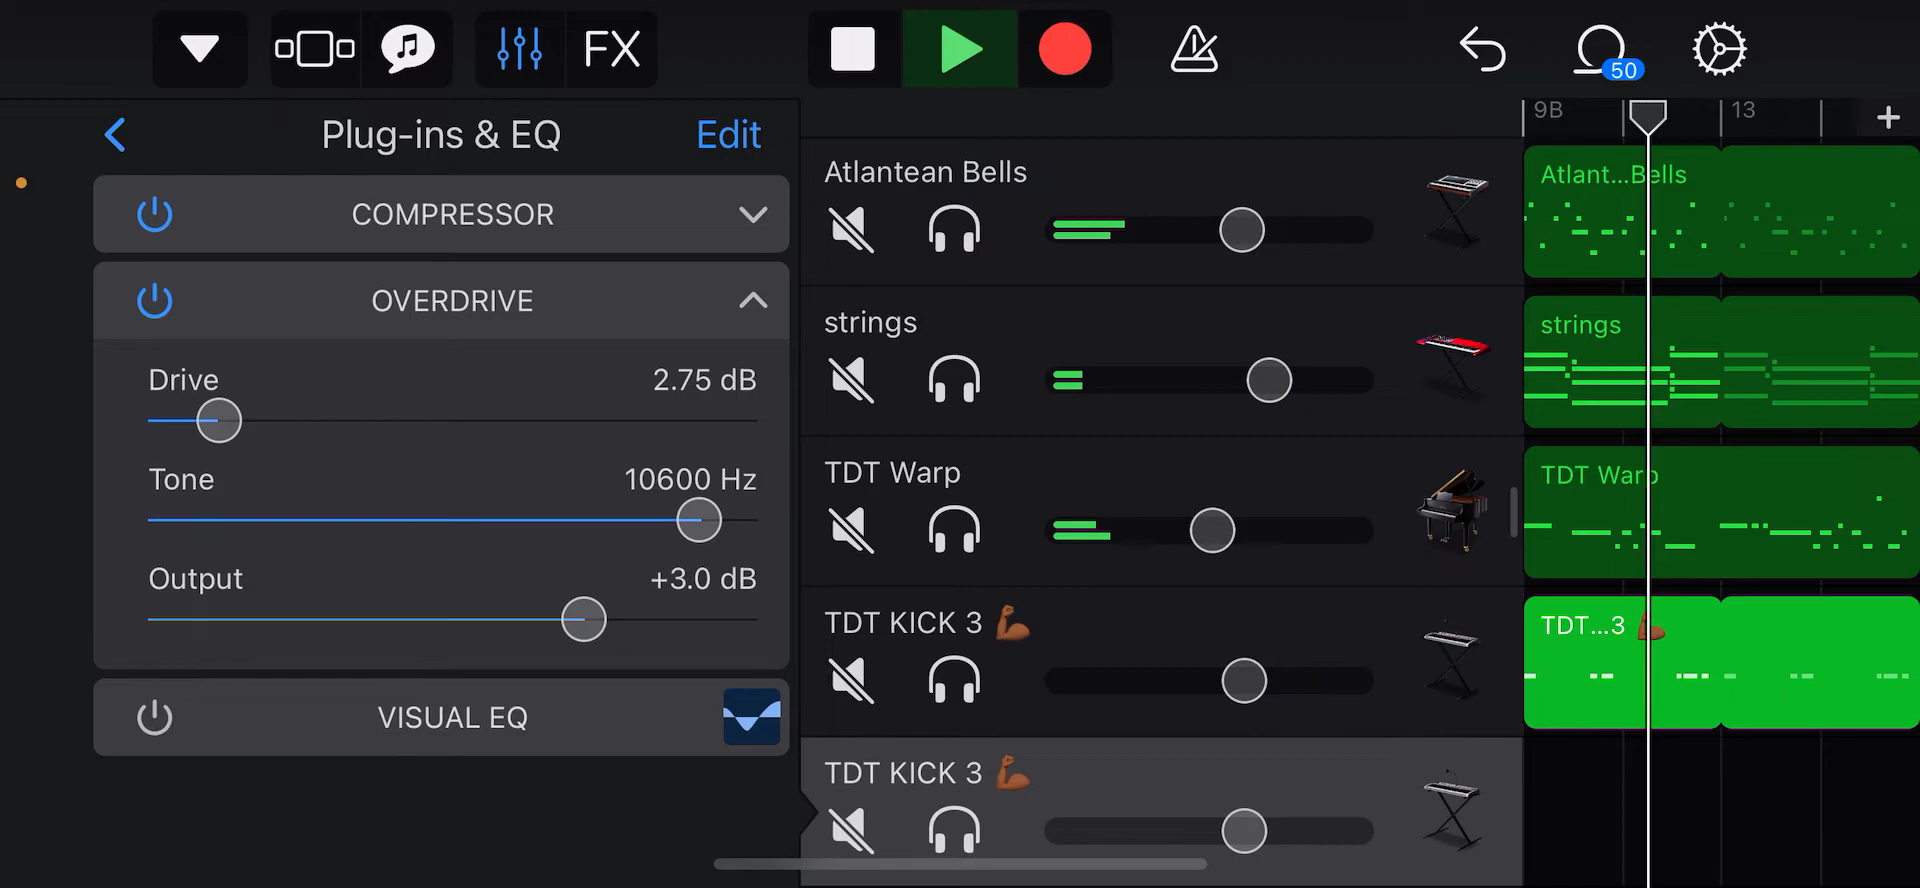 FX
50
Plug-ins & EQ
Edit
COMPRESSOR
OVERDRIVE
Drive
2.75 dB
Tone
10600 Hz
Output
+3.0 dB
VISUAL EQ
9B
13
Atlantean Bells
Atlant...Bells
strings
strings
TDT Warp
TDT Warp
TDT KICK 3 💪🏾
TDT...3 💪🏾
TDT KICK 3 💪🏾